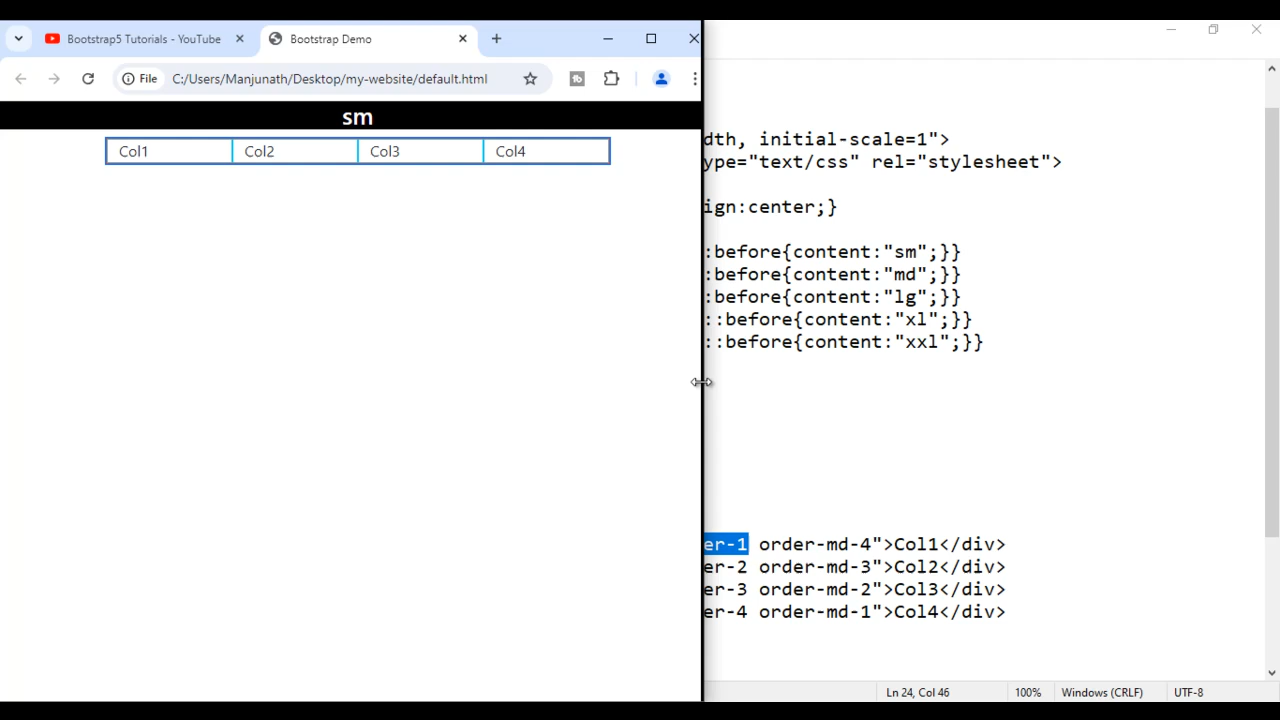 Bootstrap5 Tutorials - YouTube
Bootstrap Demo
File
C:/Users/Manjunath/Desktop/my-website/default.html
sm
Col1 Col2 Col3 Col4
dth, initial-scale=1">
ype="text/css" rel="stylesheet">
ign:center;}
:before{content:"sm";}}
:before{content:"md";}}
:before{content:"lg";}}
::before{content:"xl";}}
::before{content:"xxl";}}
er-1 order-md-4">Col1</div>
er-2 order-md-3">Col2</div>
er-3 order-md-2">Col3</div>
er-4 order-md-1">Col4</div>
Ln 24, Col 46
100%
Windows (CRLF)
UTF-8